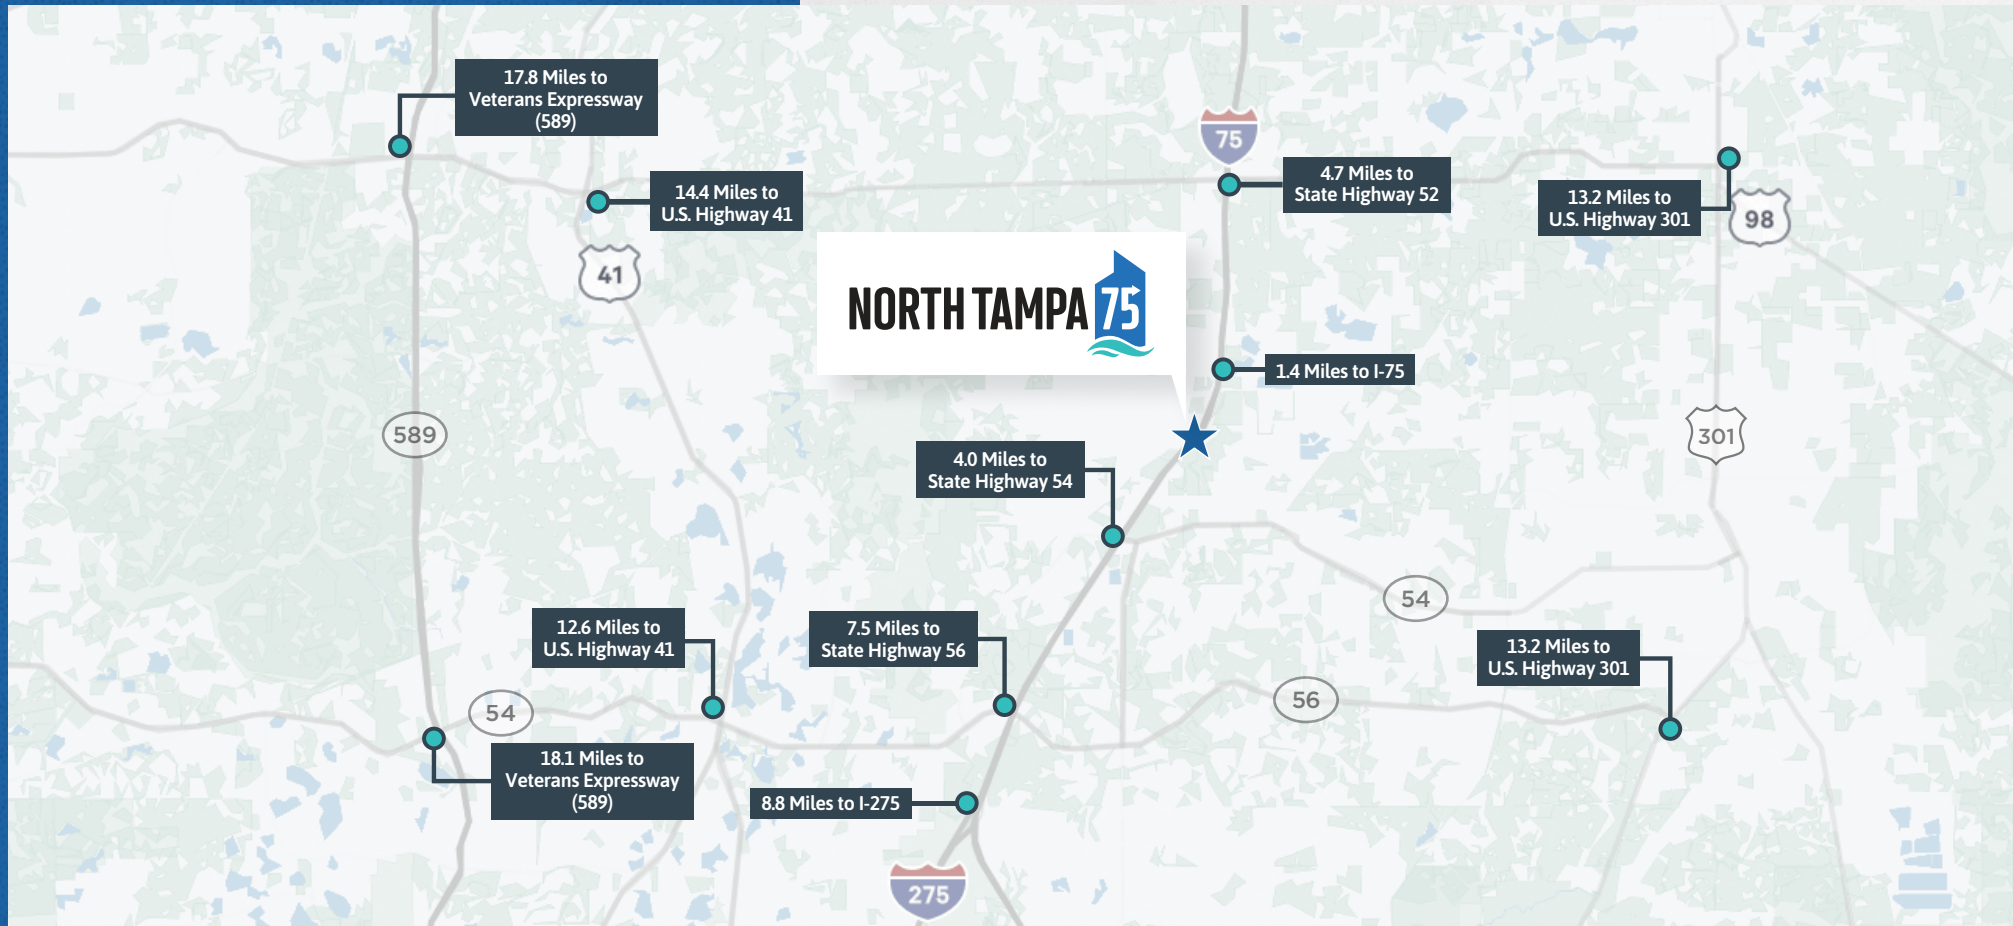 17.8 Miles to
Veterans Expressway
(589)
75
14.4 Miles to
U.S. Highway 41
4.7 Miles to
State Highway 52
13.2 Miles to
U.S. Highway 301
98
41
NORTH TAMPA 75
1.4 Miles to I-75
589
301
4.0 Miles to
State Highway 54
54
12.6 Miles to
U.S. Highway 41
7.5 Miles to
State Highway 56
13.2 Miles to
U.S. Highway 301
54
56
18.1 Miles to
Veterans Expressway
(589)
8.8 Miles to I-275
275